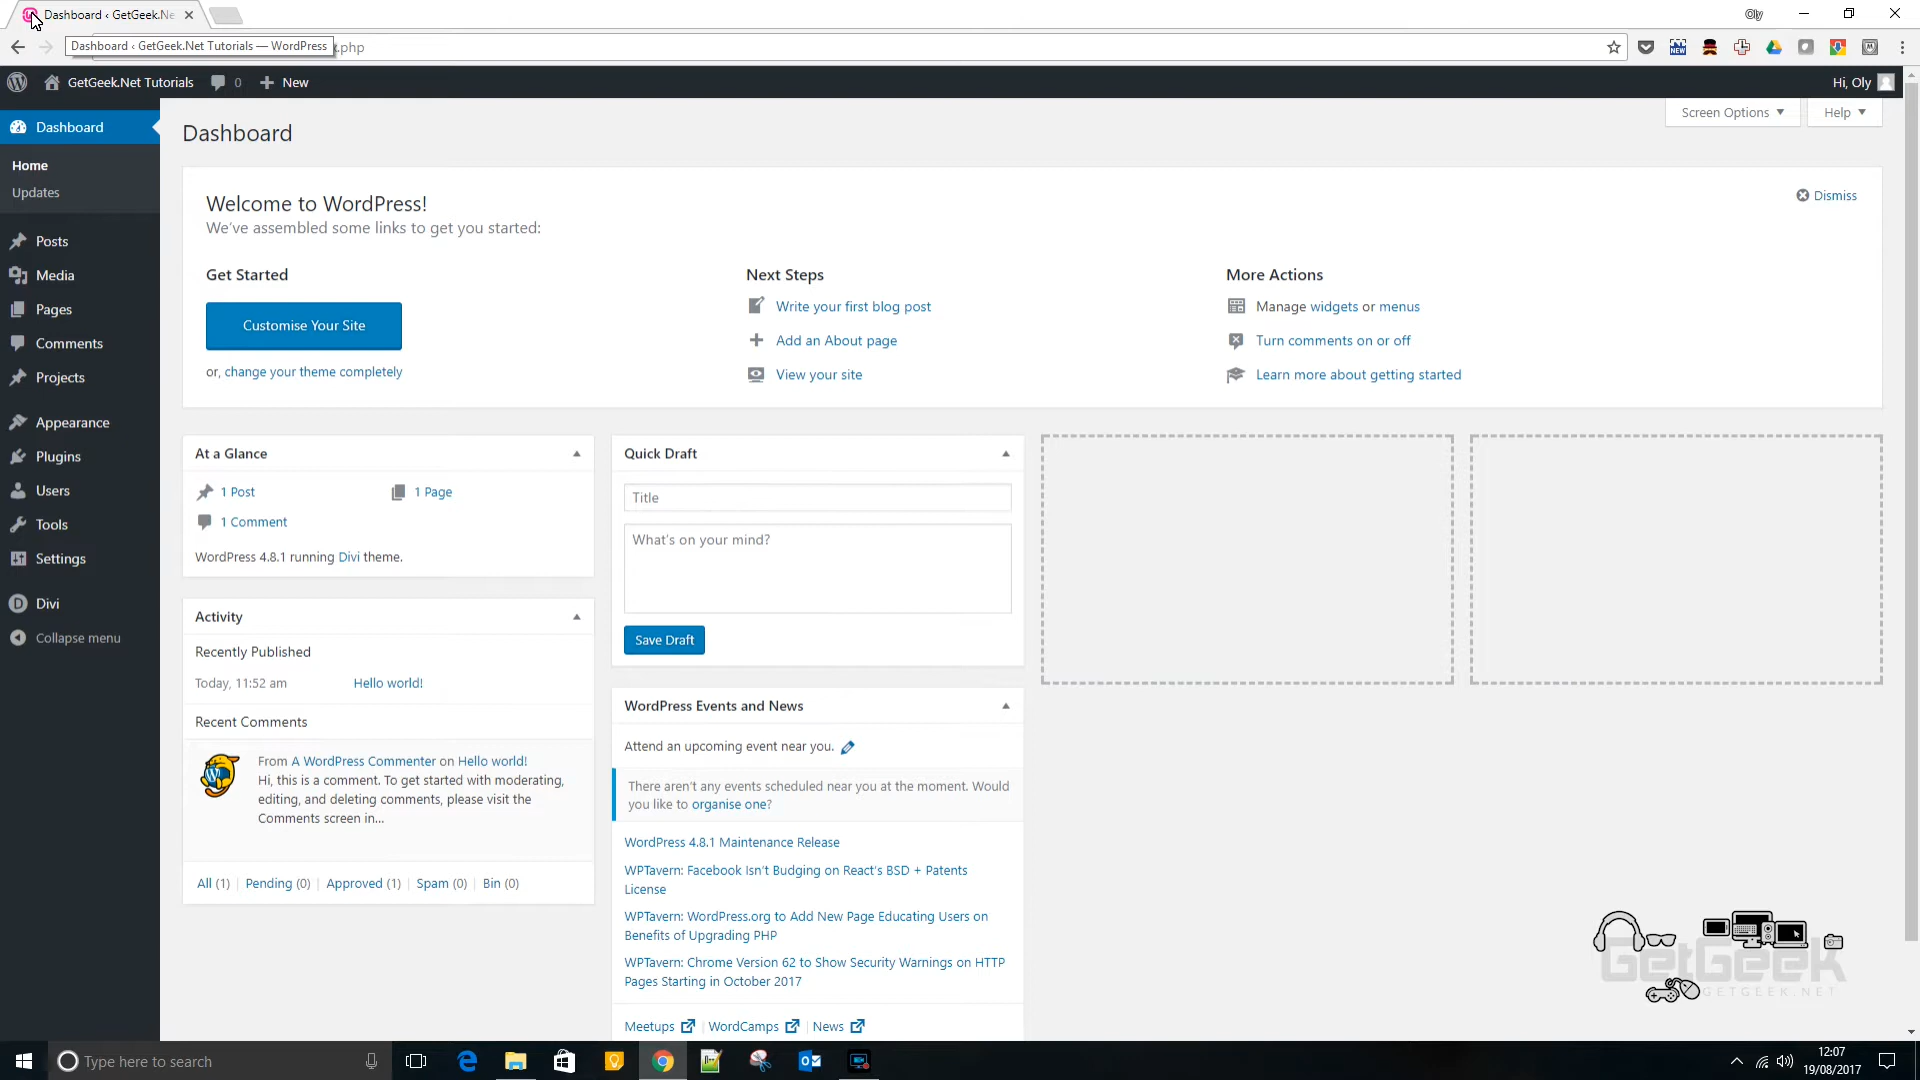 Dashboard ‹ GetGeek.Ne
Oly
Dashboard ‹ GetGeek.Net Tutorials — WordPress
.php
GetGeek.Net Tutorials
0
New
Hi, Oly
Dashboard
Home
Updates
Posts
Media
Pages
Comments
Projects
Appearance
Plugins
Users
Tools
Settings
Divi
Collapse menu
Dashboard
Screen Options
Help
Welcome to WordPress!
We've assembled some links to get you started:
Dismiss
Get Started
Customise Your Site
or, change your theme completely
Next Steps
Write your first blog post
Add an About page
View your site
More Actions
Manage widgets or menus
Turn comments on or off
Learn more about getting started
At a Glance
1 Post
1 Page
1 Comment
WordPress 4.8.1 running Divi theme.
Activity
Recently Published
Today, 11:52 am
Hello world!
Recent Comments
From A WordPress Commenter on Hello world!
Hi, this is a comment. To get started with moderating,
editing, and deleting comments, please visit the
Comments screen in...
All (1) | Pending (0) | Approved (1) | Spam (0) | Bin (0)
Quick Draft
Title
What's on your mind?
Save Draft
WordPress Events and News
Attend an upcoming event near you.
There aren't any events scheduled near you at the moment. Would
you like to organise one?
WordPress 4.8.1 Maintenance Release
WPTavern: Facebook Isn't Budging on React's BSD + Patents
License
WPTavern: WordPress.org to Add New Page Educating Users on
Benefits of Upgrading PHP
WPTavern: Chrome Version 62 to Show Security Warnings on HTTP
Pages Starting in October 2017
Meetups | WordCamps | News
GetGeek
GETGEEK.NET
Type here to search
12:07
19/08/2017